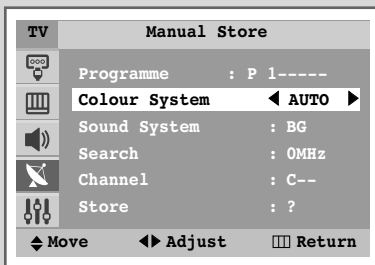 TV Manual Store
Programme : P 1-----
Colour System ◀ AUTO ▶
Sound System : BG
Search : 0MHz
Channel : C--
Store : ?
Move Adjust Return